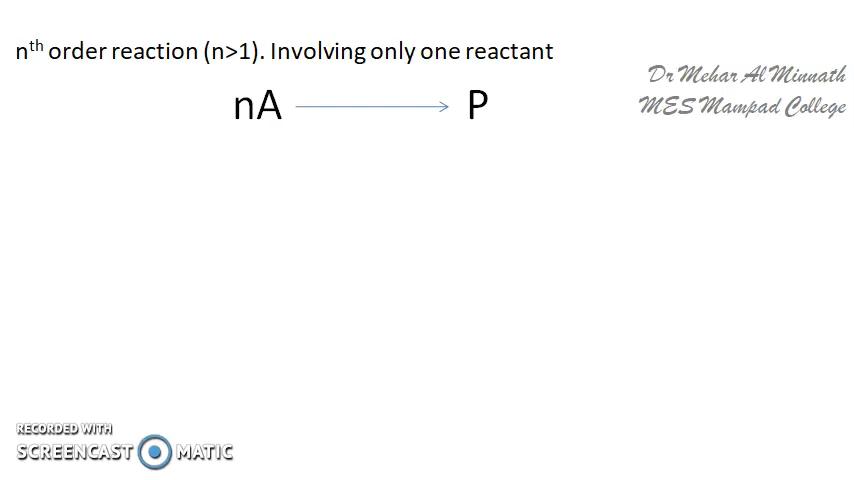 nth order reaction (n>1). Involving only one reactant
Dr Mehar Al Minnath
MES Mampad College
nA → P
RECORDED WITH
SCREENCAST MATIC